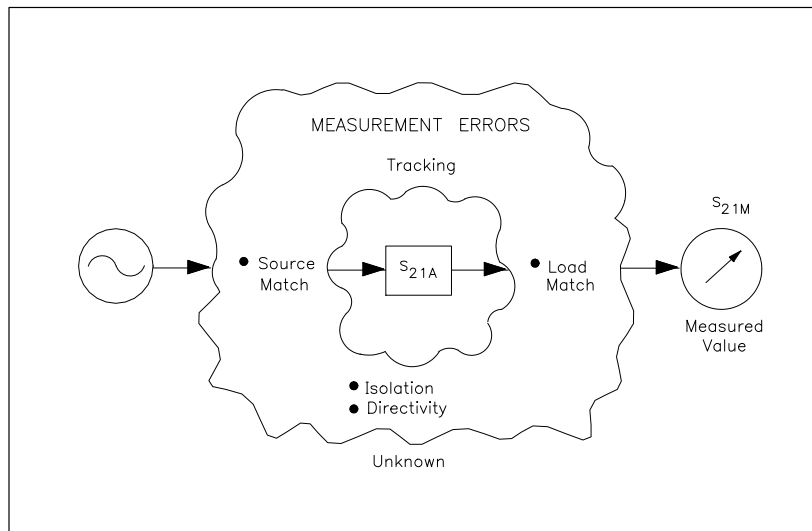 MEASUREMENT ERRORS
Tracking
S21M
● Source
Match
S21A
● Load
Match
Measured
Value
● Isolation
● Directivity
Unknown